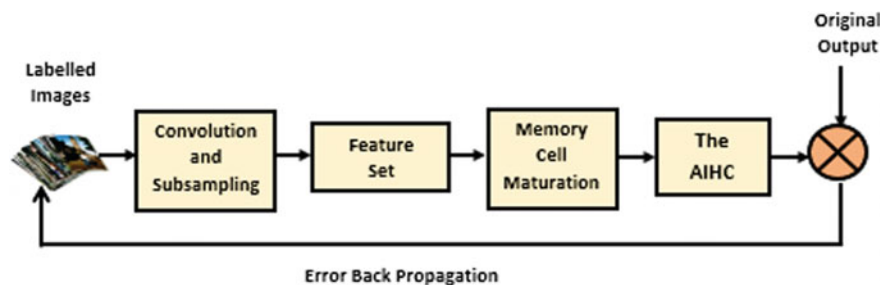 Original
Output
Labelled
Images
Convolution
and
Subsampling
Feature
Set
Memory
Cell
Maturation
The
AIHC
Error Back Propagation